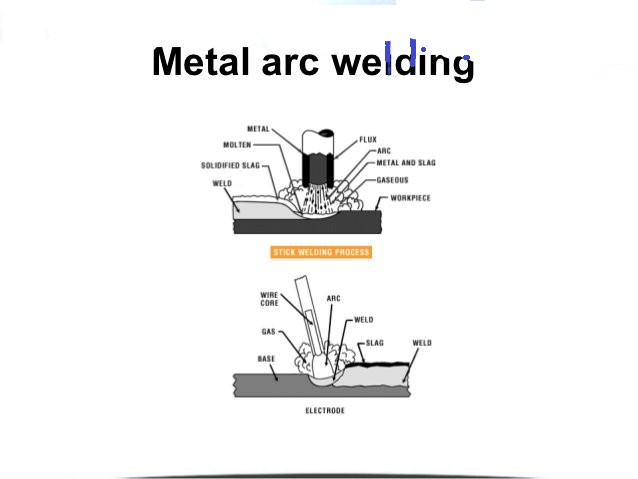 Metal arc welding
METAL
FLUX
MOLTEN
ARC
METAL AND SLAG
SOLIDIFIED SLAG
GASEOUS
WELD
WORKPIECE
STICK WELDING PROCESS
WIRE
CORE
ARC
WELD
GAS
SLAG
WELD
BASE
ELECTRODE